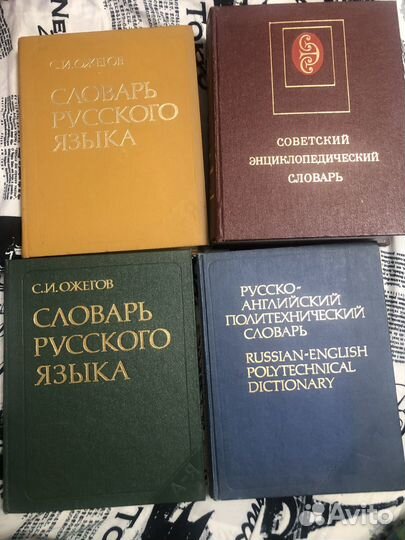 С.И.ОЖЕГОВ
СЛОВАРЬ
РУССКОГО
ЯЗЫКА
СОВЕТСКИЙ
ЭНЦИКЛОПЕДИЧЕСКИЙ
СЛОВАРЬ
С.И.ОЖЕГОВ
СЛОВАРЬ
РУССКОГО
ЯЗЫКА
РУССКО-
АНГЛИЙСКИЙ
ПОЛИТЕХНИЧЕСКИЙ
СЛОВАРЬ
RUSSIAN-ENGLISH
POLYTECHNICAL
DICTIONARY
Avito